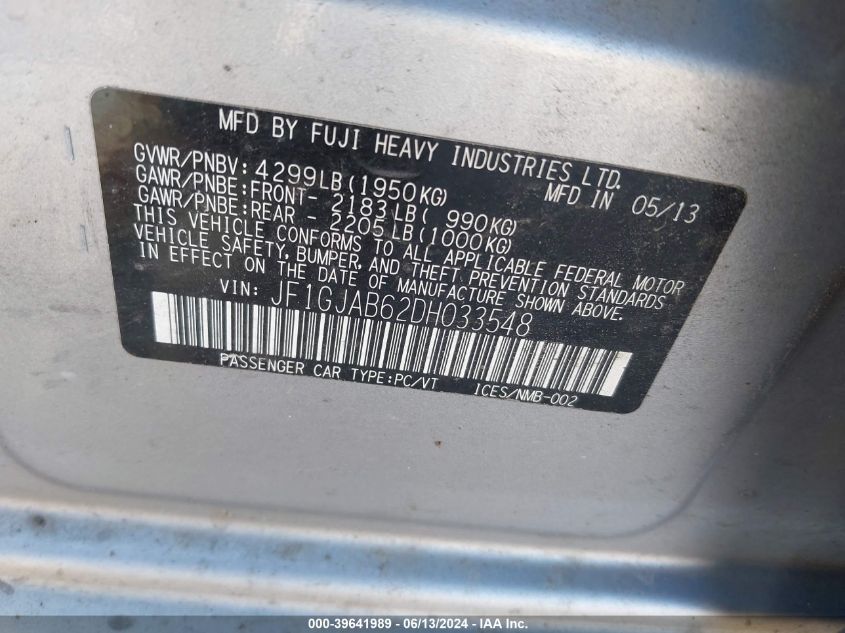 MFD BY FUJI HEAVY INDUSTRIES LTD.
GVWR/PNBV: 4299LB(1950KG) MFD IN 05/13
GAWR/PNBE:FRONT- 2183LB( 990KG)
GAWR/PNBE:REAR - 2205LB(1000KG)
THIS VEHICLE CONFORMS TO ALL APPLICABLE FEDERAL MOTOR
VEHICLE SAFETY, BUMPER, AND THEFT PREVENTION STANDARDS
IN EFFECT ON THE DATE OF MANUFACTURE SHOWN ABOVE.
VIN: JF1GJAB62DH033548
PASSENGER CAR TYPE:PC/VT ICES/NMB-002
000-39641989 - 06/13/2024 - IAA Inc.